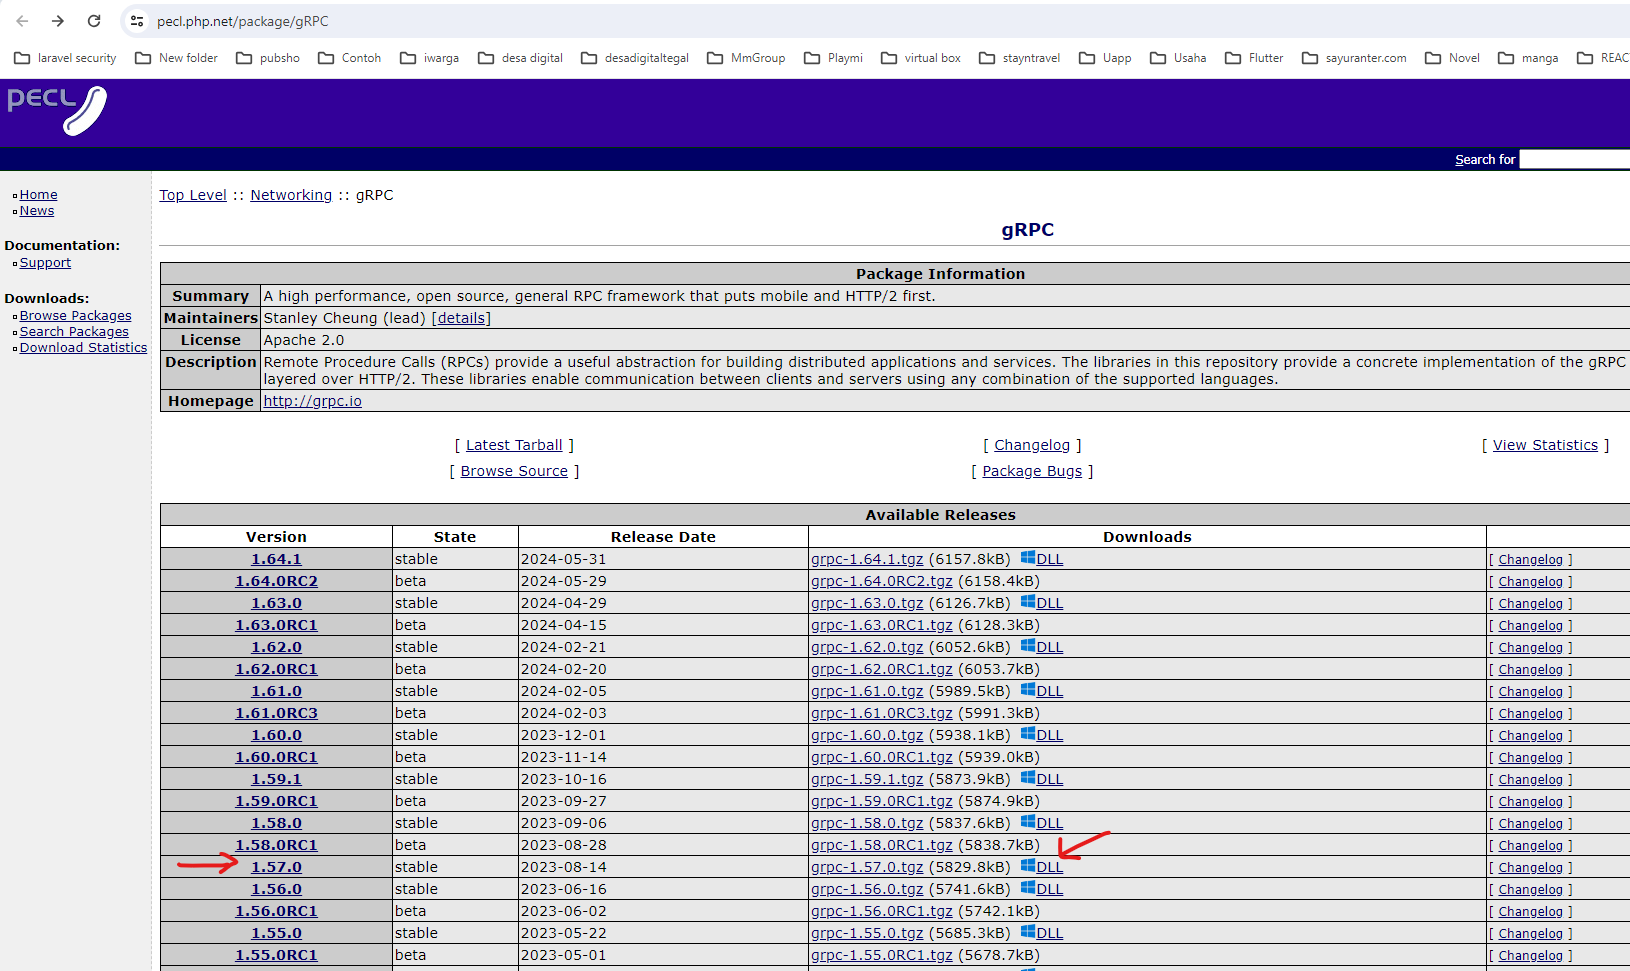 pecl.php.net/package/gRPC
laravel security New folder pubsho Contoh iwarga desa digital desadigitaltegal MmGroup Playmi virtual box stayntravel Uapp Usaha Flutter sayuranter.com Novel manga REAC
PECL
Search for
Home
News
Documentation:
Support
Downloads:
Browse Packages
Search Packages
Download Statistics
Top Level :: Networking :: gRPC
gRPC
Package Information
Summary A high performance, open source, general RPC framework that puts mobile and HTTP/2 first.
Maintainers Stanley Cheung (lead) [details]
License Apache 2.0
Description Remote Procedure Calls (RPCs) provide a useful abstraction for building distributed applications and services. The libraries in this repository provide a concrete implementation of the gRPC
layered over HTTP/2. These libraries enable communication between clients and servers using any combination of the supported languages.
Homepage http://grpc.io
[ Latest Tarball ] [ Changelog ] [ View Statistics ]
[ Browse Source ] [ Package Bugs ]
Available Releases
Version State Release Date Downloads
1.64.1 stable 2024-05-31 grpc-1.64.1.tgz (6157.8kB) DLL [ Changelog ]
1.64.0RC2 beta 2024-05-29 grpc-1.64.0RC2.tgz (6158.4kB) [ Changelog ]
1.63.0 stable 2024-04-29 grpc-1.63.0.tgz (6126.7kB) DLL [ Changelog ]
1.63.0RC1 beta 2024-04-15 grpc-1.63.0RC1.tgz (6128.3kB) [ Changelog ]
1.62.0 stable 2024-02-21 grpc-1.62.0.tgz (6052.6kB) DLL [ Changelog ]
1.62.0RC1 beta 2024-02-20 grpc-1.62.0RC1.tgz (6053.7kB) [ Changelog ]
1.61.0 stable 2024-02-05 grpc-1.61.0.tgz (5989.5kB) DLL [ Changelog ]
1.61.0RC3 beta 2024-02-03 grpc-1.61.0RC3.tgz (5991.3kB) [ Changelog ]
1.60.0 stable 2023-12-01 grpc-1.60.0.tgz (5938.1kB) DLL [ Changelog ]
1.60.0RC1 beta 2023-11-14 grpc-1.60.0RC1.tgz (5939.0kB) [ Changelog ]
1.59.1 stable 2023-10-16 grpc-1.59.1.tgz (5873.9kB) DLL [ Changelog ]
1.59.0RC1 beta 2023-09-27 grpc-1.59.0RC1.tgz (5874.9kB) [ Changelog ]
1.58.0 stable 2023-09-06 grpc-1.58.0.tgz (5837.6kB) DLL [ Changelog ]
1.58.0RC1 beta 2023-08-28 grpc-1.58.0RC1.tgz (5838.7kB) [ Changelog ]
1.57.0 stable 2023-08-14 grpc-1.57.0.tgz (5829.8kB) DLL [ Changelog ]
1.56.0 stable 2023-06-16 grpc-1.56.0.tgz (5741.6kB) DLL [ Changelog ]
1.56.0RC1 beta 2023-06-02 grpc-1.56.0RC1.tgz (5742.1kB) [ Changelog ]
1.55.0 stable 2023-05-22 grpc-1.55.0.tgz (5685.3kB) DLL [ Changelog ]
1.55.0RC1 beta 2023-05-01 grpc-1.55.0RC1.tgz (5678.7kB) [ Changelog ]